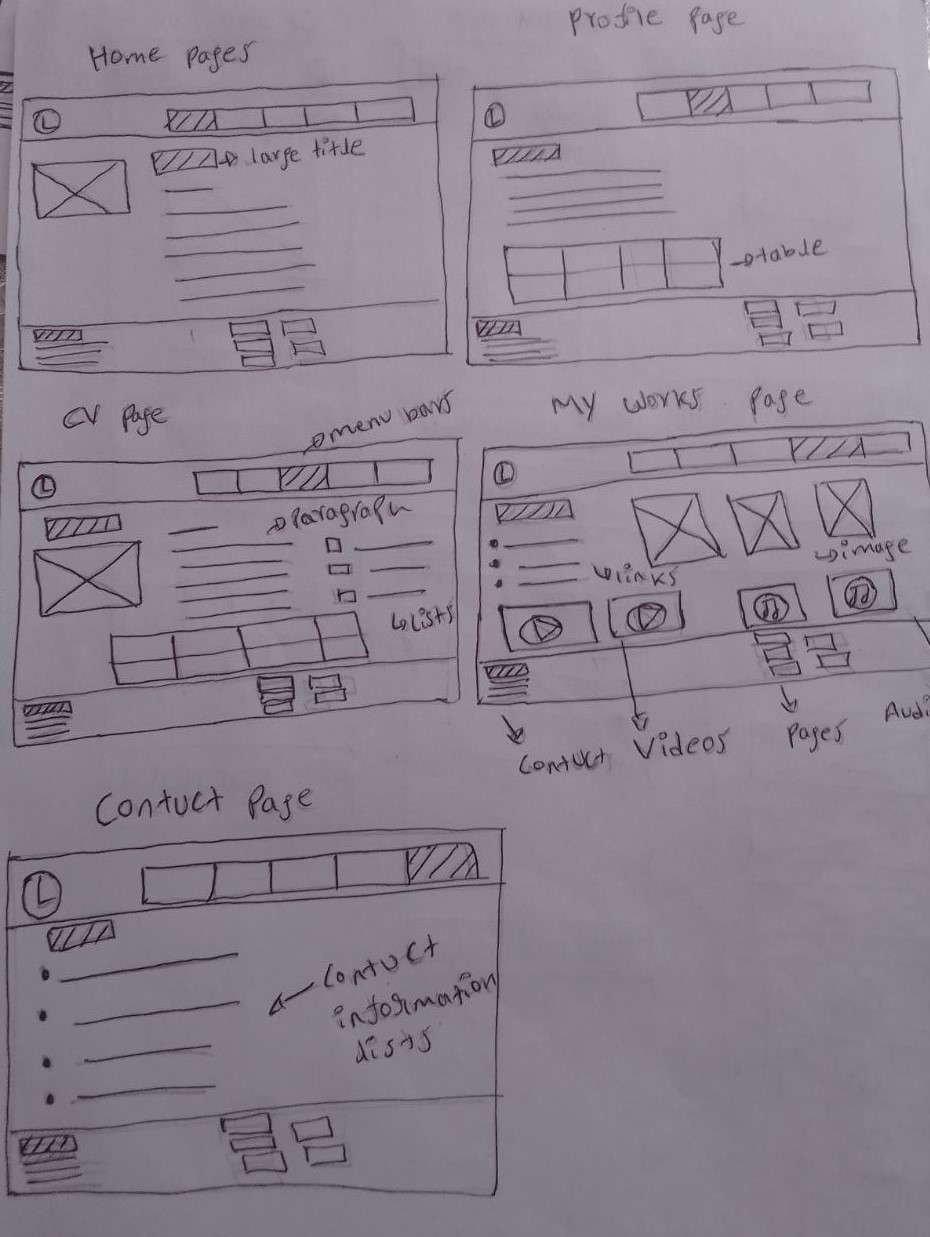 Profile Page
Home pages
L
L
large title
table
CV Page
My Works Page
menu bars
L
L
Paragraph
image
links
Lists
Contuct
Videos
Pages
Audi
Contuct Page
L
Contuct
information
lists